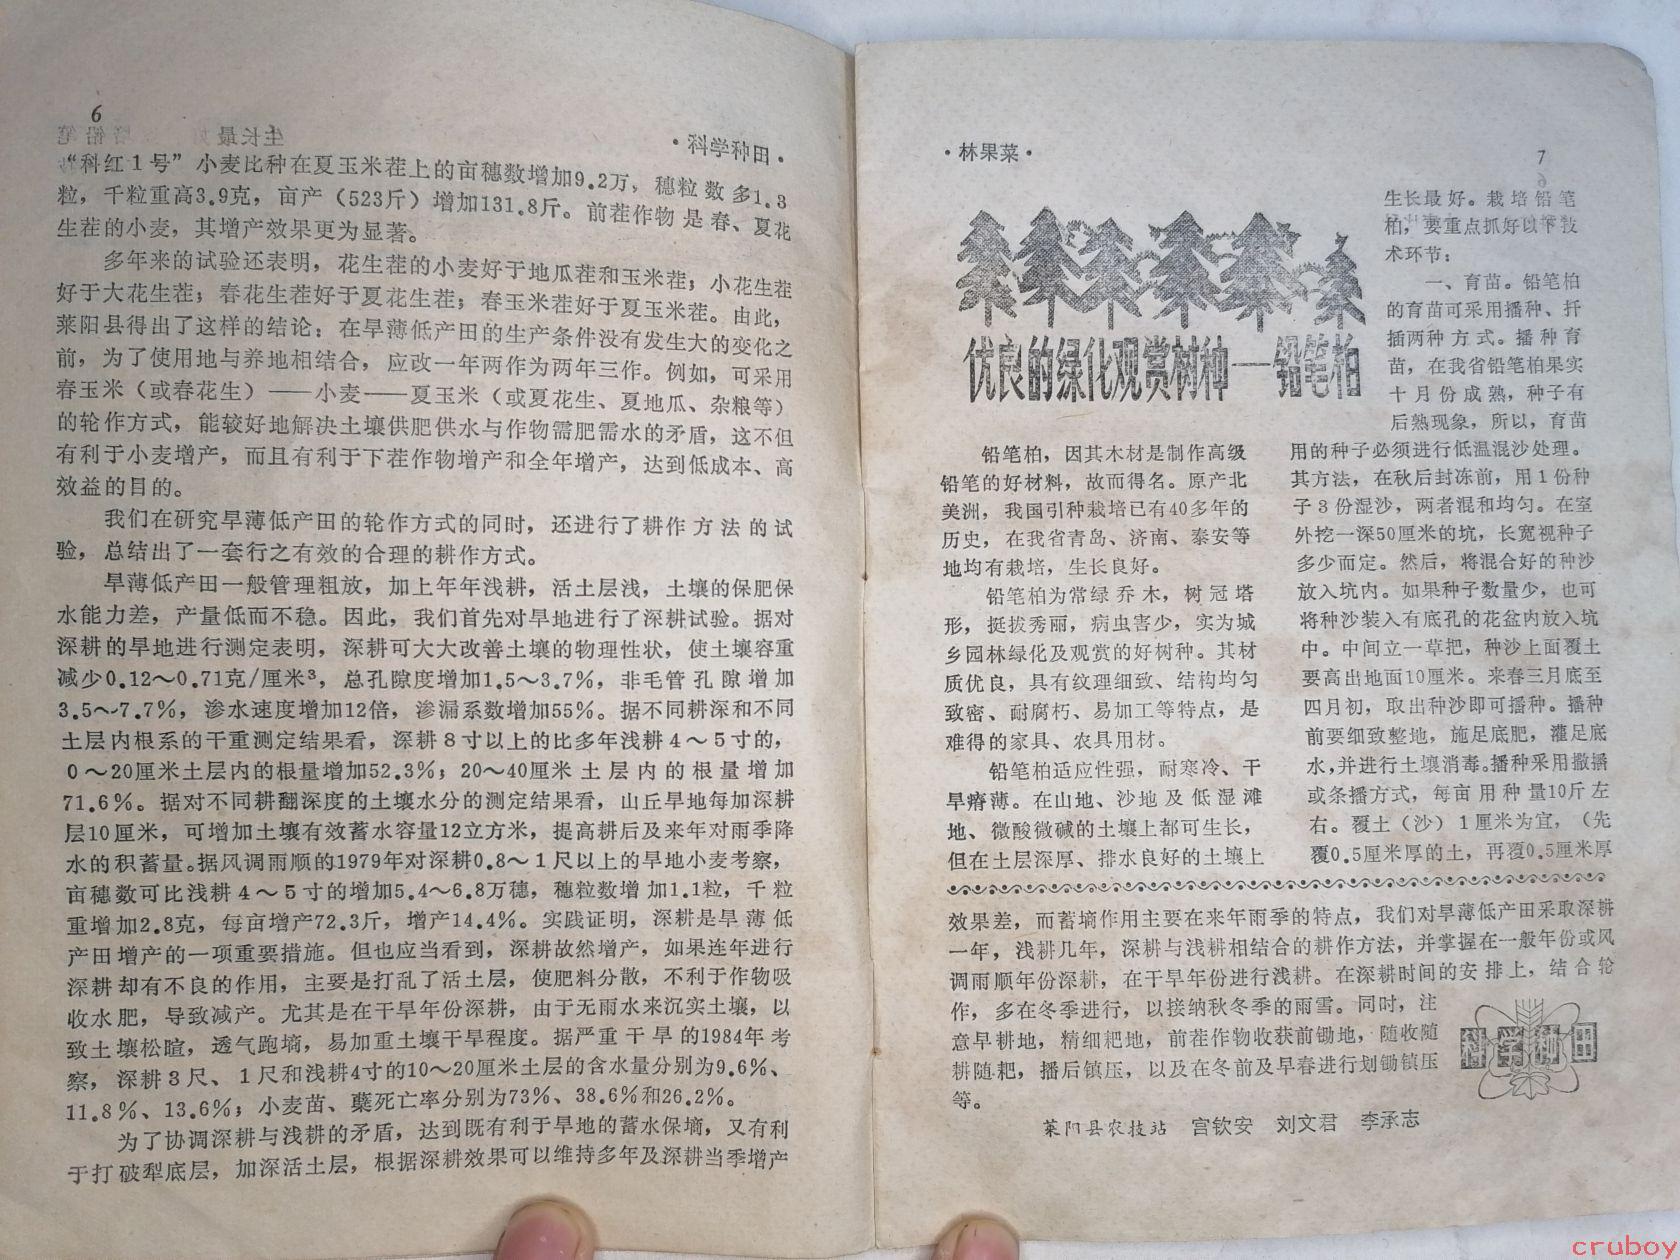 6
·科学种田·
“科红1号”小麦比种在夏玉米茬上的亩穗数增加9.2万，穗粒数多1.3
粒，千粒重高3.9克，亩产（523斤）增加131.8斤。前茬作物是春、夏花
生茬的小麦，其增产效果更为显著。
多年来的试验还表明，花生茬的小麦好于地瓜茬和玉米茬；小花生茬
好于大花生茬；春花生茬好于夏花生茬；春玉米茬好于夏玉米茬。由此，
莱阳县得出了这样的结论：在旱薄低产田的生产条件没有发生大的变化之
前，为了使用地与养地相结合，应改一年两作为两年三作。例如，可采用
春玉米（或春花生）——小麦——夏玉米（或夏花生、夏地瓜、杂粮等）
的轮作方式，能较好地解决土壤供肥供水与作物需肥需水的矛盾，这不但
有利于小麦增产，而且有利于下茬作物增产和全年增产，达到低成本、高
效益的目的。
我们在研究旱薄低产田的轮作方式的同时，还进行了耕作方法的试
验，总结出了一套行之有效的合理的耕作方式。
旱薄低产田一般管理粗放，加上年年浅耕，活土层浅，土壤的保肥保
水能力差，产量低而不稳。因此，我们首先对旱地进行了深耕试验。据对
深耕的旱地进行测定表明，深耕可大大改善土壤的物理性状，使土壤容重
减少0.12～0.71克/厘米³，总孔隙度增加1.5～3.7%，非毛管孔隙增加
3.5～7.7%，渗水速度增加12倍，渗漏系数增加55%。据不同耕深和不同
土层内根系的干重测定结果看，深耕8寸以上的比多年浅耕4～5寸的，
0～20厘米土层内的根量增加52.3%；20～40厘米土层内的根量增加
71.6%。据对不同耕翻深度的土壤水分的测定结果看，山丘旱地每加深耕
层10厘米，可增加土壤有效蓄水容量12立方米，提高耕后及来年对雨季降
水的积蓄量。据风调雨顺的1979年对深耕0.8～1尺以上的旱地小麦考察，
亩穗数可比浅耕4～5寸的增加5.4～6.8万穗，穗粒数增加1.1粒，千粒
重增加2.8克，每亩增产72.3斤，增产14.4%。实践证明，深耕是旱薄低
产田增产的一项重要措施。但也应当看到，深耕故然增产，如果连年进行
深耕却有不良的作用，主要是打乱了活土层，使肥料分散，不利于作物吸
收水肥，导致减产。尤其是在干旱年份深耕，由于无雨水来沉实土壤，以
致土壤松暄，透气跑墒，易加重土壤干旱程度。据严重干旱的1984年考
察，深耕3尺、1尺和浅耕4寸的10～20厘米土层的含水量分别为9.6%、
11.8%、13.6%；小麦苗、蘖死亡率分别为73%、38.6%和26.2%。
为了协调深耕与浅耕的矛盾，达到既有利于旱地的蓄水保墒，又有利
于打破犁底层，加深活土层，根据深耕效果可以维持多年及深耕当季增产
·林果菜·
7
优良的绿化观赏树种——铅笔柏
铅笔柏，因其木材是制作高级
铅笔的好材料，故而得名。原产北
美洲，我国引种栽培已有40多年的
历史，在我省青岛、济南、泰安等
地均有栽培，生长良好。
铅笔柏为常绿乔木，树冠塔
形，挺拔秀丽，病虫害少，实为城
乡园林绿化及观赏的好树种。其材
质优良，具有纹理细致、结构均匀
致密、耐腐朽、易加工等特点，是
难得的家具、农具用材。
铅笔柏适应性强，耐寒冷、干
旱瘠薄。在山地、沙地及低湿滩
地、微酸微碱的土壤上都可生长，
但在土层深厚、排水良好的土壤上
生长最好。栽培铅笔
柏，要重点抓好以下技
术环节：
一、育苗。铅笔柏
的育苗可采用播种、扦
插两种方式。播种育
苗，在我省铅笔柏果实
十月份成熟，种子有
后熟现象，所以，育苗
用的种子必须进行低温混沙处理。
其方法，在秋后封冻前，用1份种
子3份湿沙，两者混和均匀。在室
外挖一深50厘米的坑，长宽视种子
多少而定。然后，将混合好的种沙
放入坑内。如果种子数量少，也可
将种沙装入有底孔的花盆内放入坑
中。中间立一草把，种沙上面覆土
要高出地面10厘米。来春三月底至
四月初，取出种沙即可播种。播种
前要细致整地，施足底肥，灌足底
水，并进行土壤消毒。播种采用撒播
或条播方式，每亩用种量10斤左
右。覆土（沙）1厘米为宜，（先
覆0.5厘米厚的土，再覆0.5厘米厚
效果差，而蓄墒作用主要在来年雨季的特点，我们对旱薄低产田采取深耕
一年，浅耕几年，深耕与浅耕相结合的耕作方法，并掌握在一般年份或风
调雨顺年份深耕，在干旱年份进行浅耕。在深耕时间的安排上，结合轮
作，多在冬季进行，以接纳秋冬季的雨雪。同时，注
意早耕地，精细耙地，前茬作物收获前锄地，随收随
耕随耙，播后镇压，以及在冬前及早春进行划锄镇压
等。
科学种田
莱阳县农技站 宫钦安 刘文君 李承志
cruboy